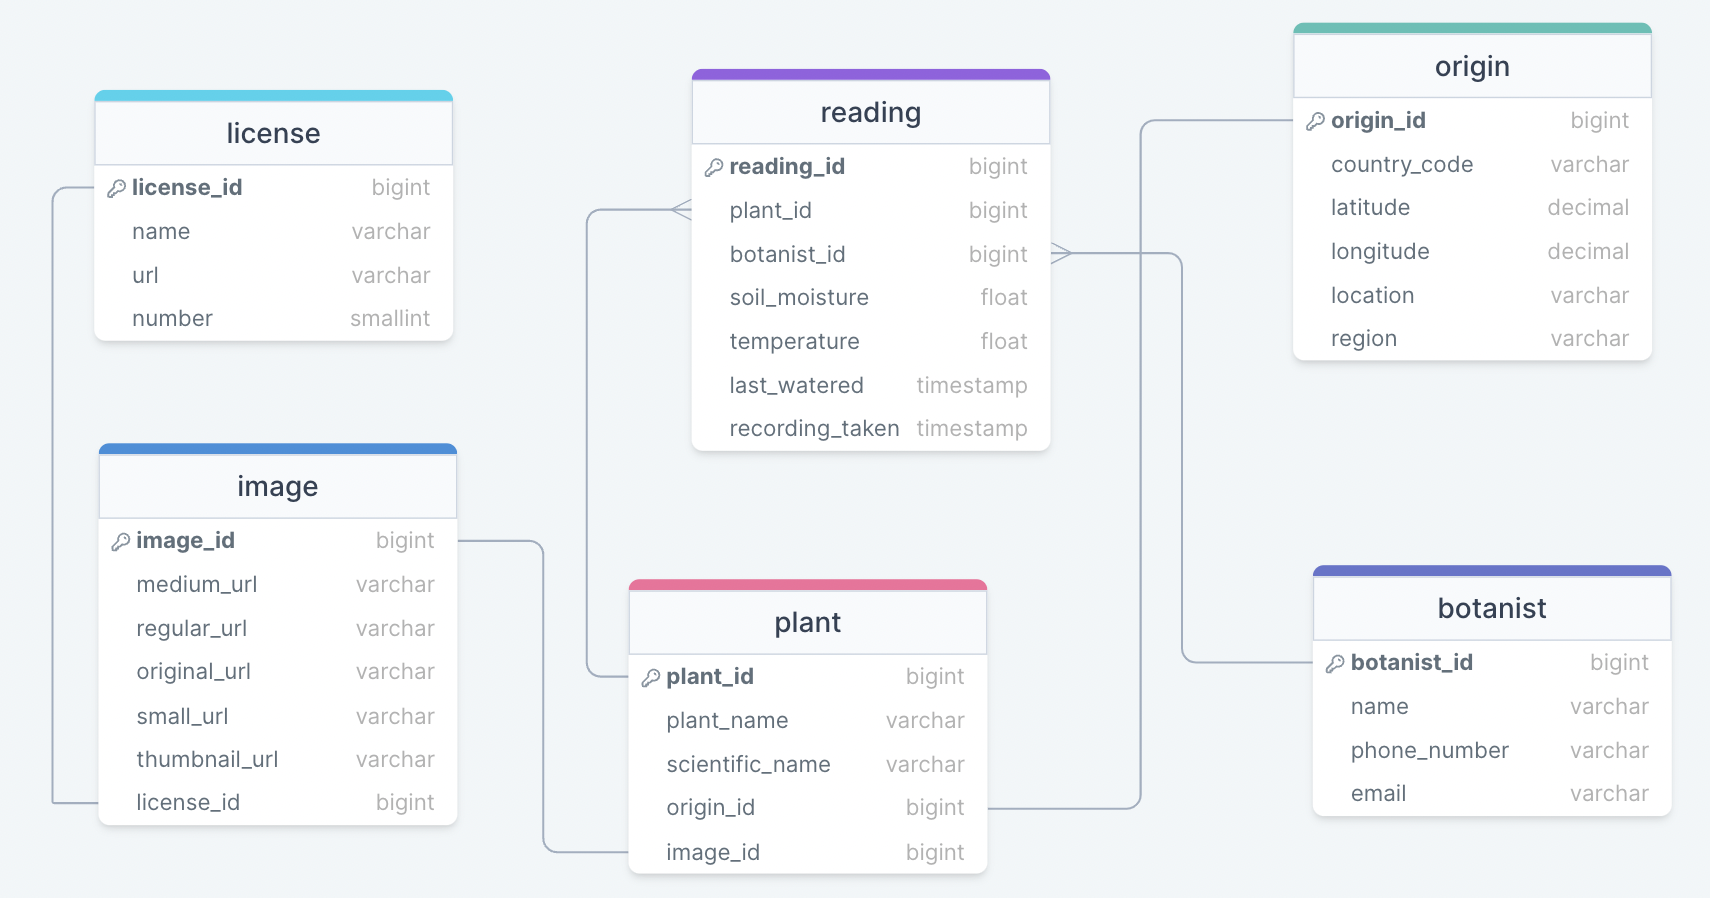 license
license_id bigint
name varchar
url varchar
number smallint
reading
reading_id bigint
plant_id bigint
botanist_id bigint
soil_moisture float
temperature float
last_watered timestamp
recording_taken timestamp
origin
origin_id bigint
country_code varchar
latitude decimal
longitude decimal
location varchar
region varchar
image
image_id bigint
medium_url varchar
regular_url varchar
original_url varchar
small_url varchar
thumbnail_url varchar
license_id bigint
plant
plant_id bigint
plant_name varchar
scientific_name varchar
origin_id bigint
image_id bigint
botanist
botanist_id bigint
name varchar
phone_number varchar
email varchar